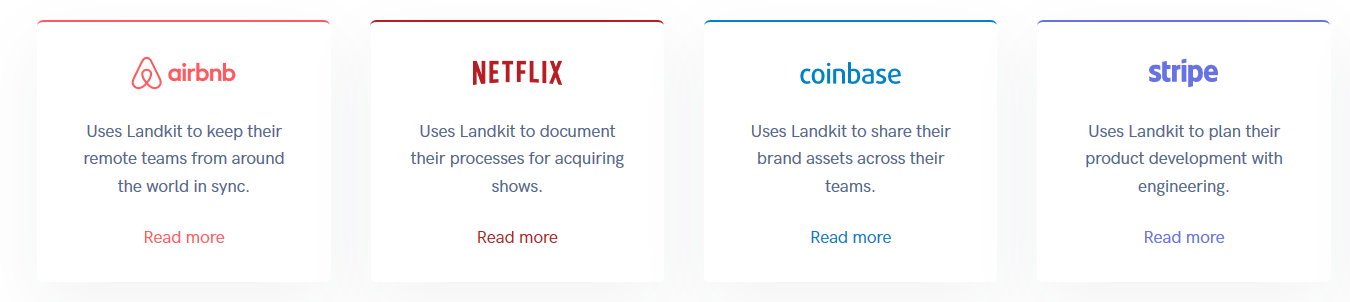 airbnb
Uses Landkit to keep their
remote teams from around
the world in sync.
Read more
NETFLIX
Uses Landkit to document
their processes for acquiring
shows.
Read more
coinbase
Uses Landkit to share their
brand assets across their
teams.
Read more
stripe
Uses Landkit to plan their
product development with
engineering.
Read more